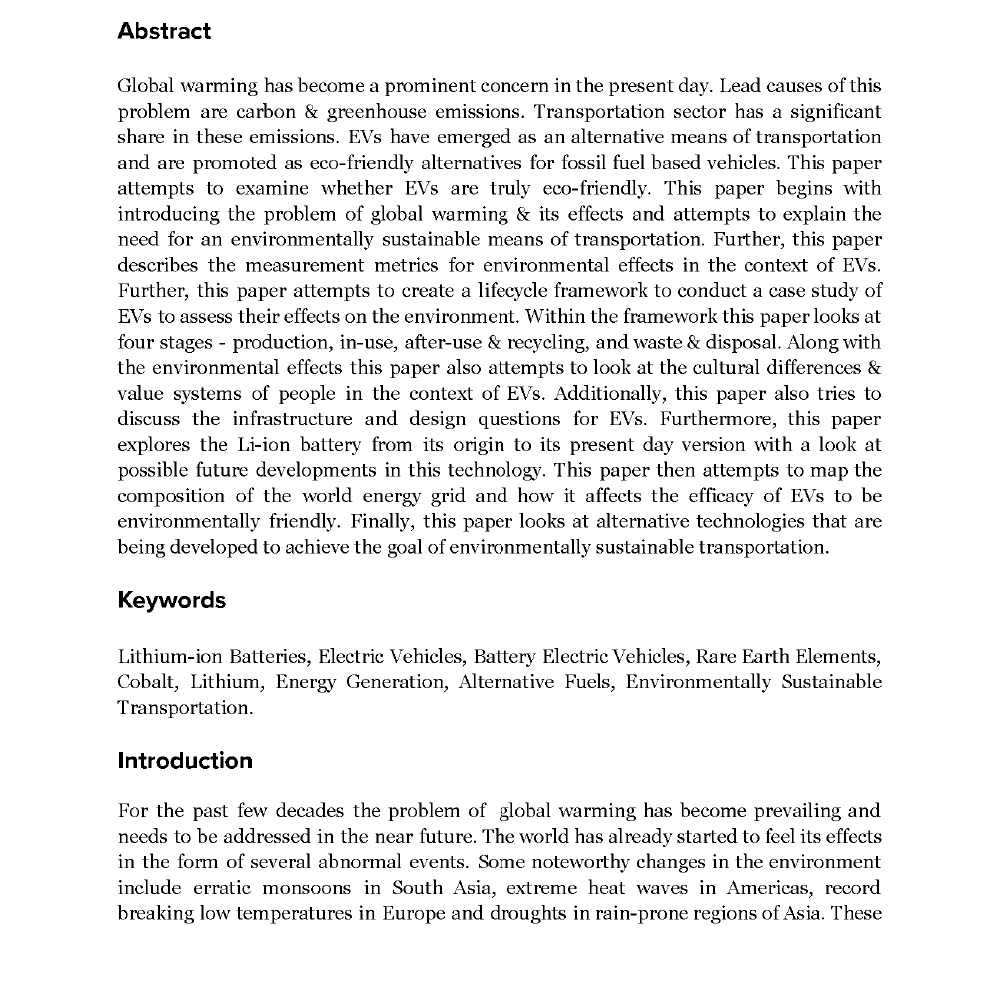 Abstract
Global warming has become a prominent concern in the present day. Lead causes of this
problem are carbon & greenhouse emissions. Transportation sector has a significant
share in these emissions. EVs have emerged as an alternative means of transportation
and are promoted as eco-friendly alternatives for fossil fuel based vehicles. This paper
attempts to examine whether EVs are truly eco-friendly. This paper begins with
introducing the problem of global warming & its effects and attempts to explain the
need for an environmentally sustainable means of transportation. Further, this paper
describes the measurement metrics for environmental effects in the context of EVs.
Further, this paper attempts to create a lifecycle framework to conduct a case study of
EVs to assess their effects on the environment. Within the framework this paper looks at
four stages - production, in-use, after-use & recycling, and waste & disposal. Along with
the environmental effects this paper also attempts to look at the cultural differences &
value systems of people in the context of EVs. Additionally, this paper also tries to
discuss the infrastructure and design questions for EVs. Furthermore, this paper
explores the Li-ion battery from its origin to its present day version with a look at
possible future developments in this technology. This paper then attempts to map the
composition of the world energy grid and how it affects the efficacy of EVs to be
environmentally friendly. Finally, this paper looks at alternative technologies that are
being developed to achieve the goal of environmentally sustainable transportation.
Keywords
Lithium-ion Batteries, Electric Vehicles, Battery Electric Vehicles, Rare Earth Elements,
Cobalt, Lithium, Energy Generation, Alternative Fuels, Environmentally Sustainable
Transportation.
Introduction
For the past few decades the problem of global warming has become prevailing and
needs to be addressed in the near future. The world has already started to feel its effects
in the form of several abnormal events. Some noteworthy changes in the environment
include erratic monsoons in South Asia, extreme heat waves in Americas, record
breaking low temperatures in Europe and droughts in rain-prone regions of Asia. These